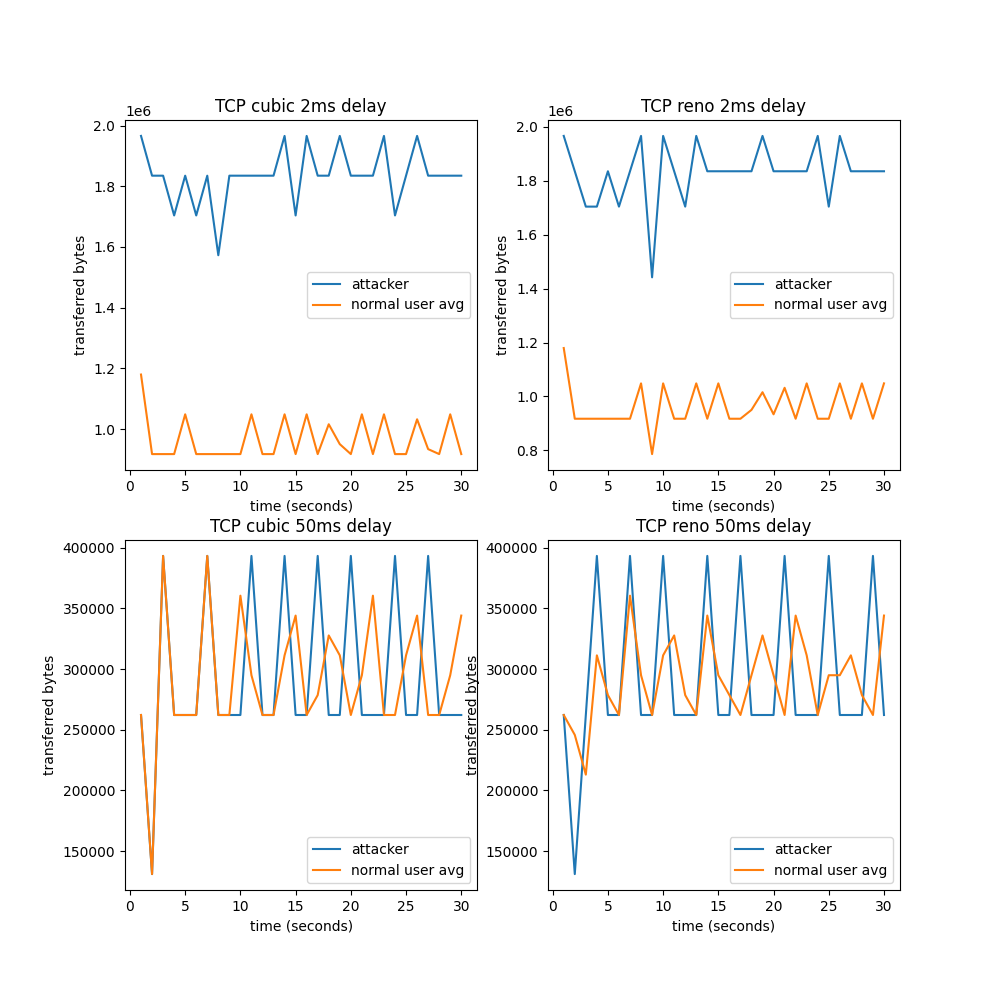 TCP cubic 2ms delay
1e6
2.0
1.8
1.6
1.4
1.2
1.0
transferred bytes
attacker
normal user avg
0 5 10 15 20 25 30
time (seconds)
TCP reno 2ms delay
1e6
2.0
1.8
1.6
1.4
1.2
1.0
0.8
transferred bytes
attacker
normal user avg
0 5 10 15 20 25 30
time (seconds)
TCP cubic 50ms delay
400000
350000
300000
250000
200000
150000
transferred bytes
attacker
normal user avg
0 5 10 15 20 25 30
time (seconds)
TCP reno 50ms delay
400000
350000
300000
250000
200000
150000
transferred bytes
attacker
normal user avg
0 5 10 15 20 25 30
time (seconds)